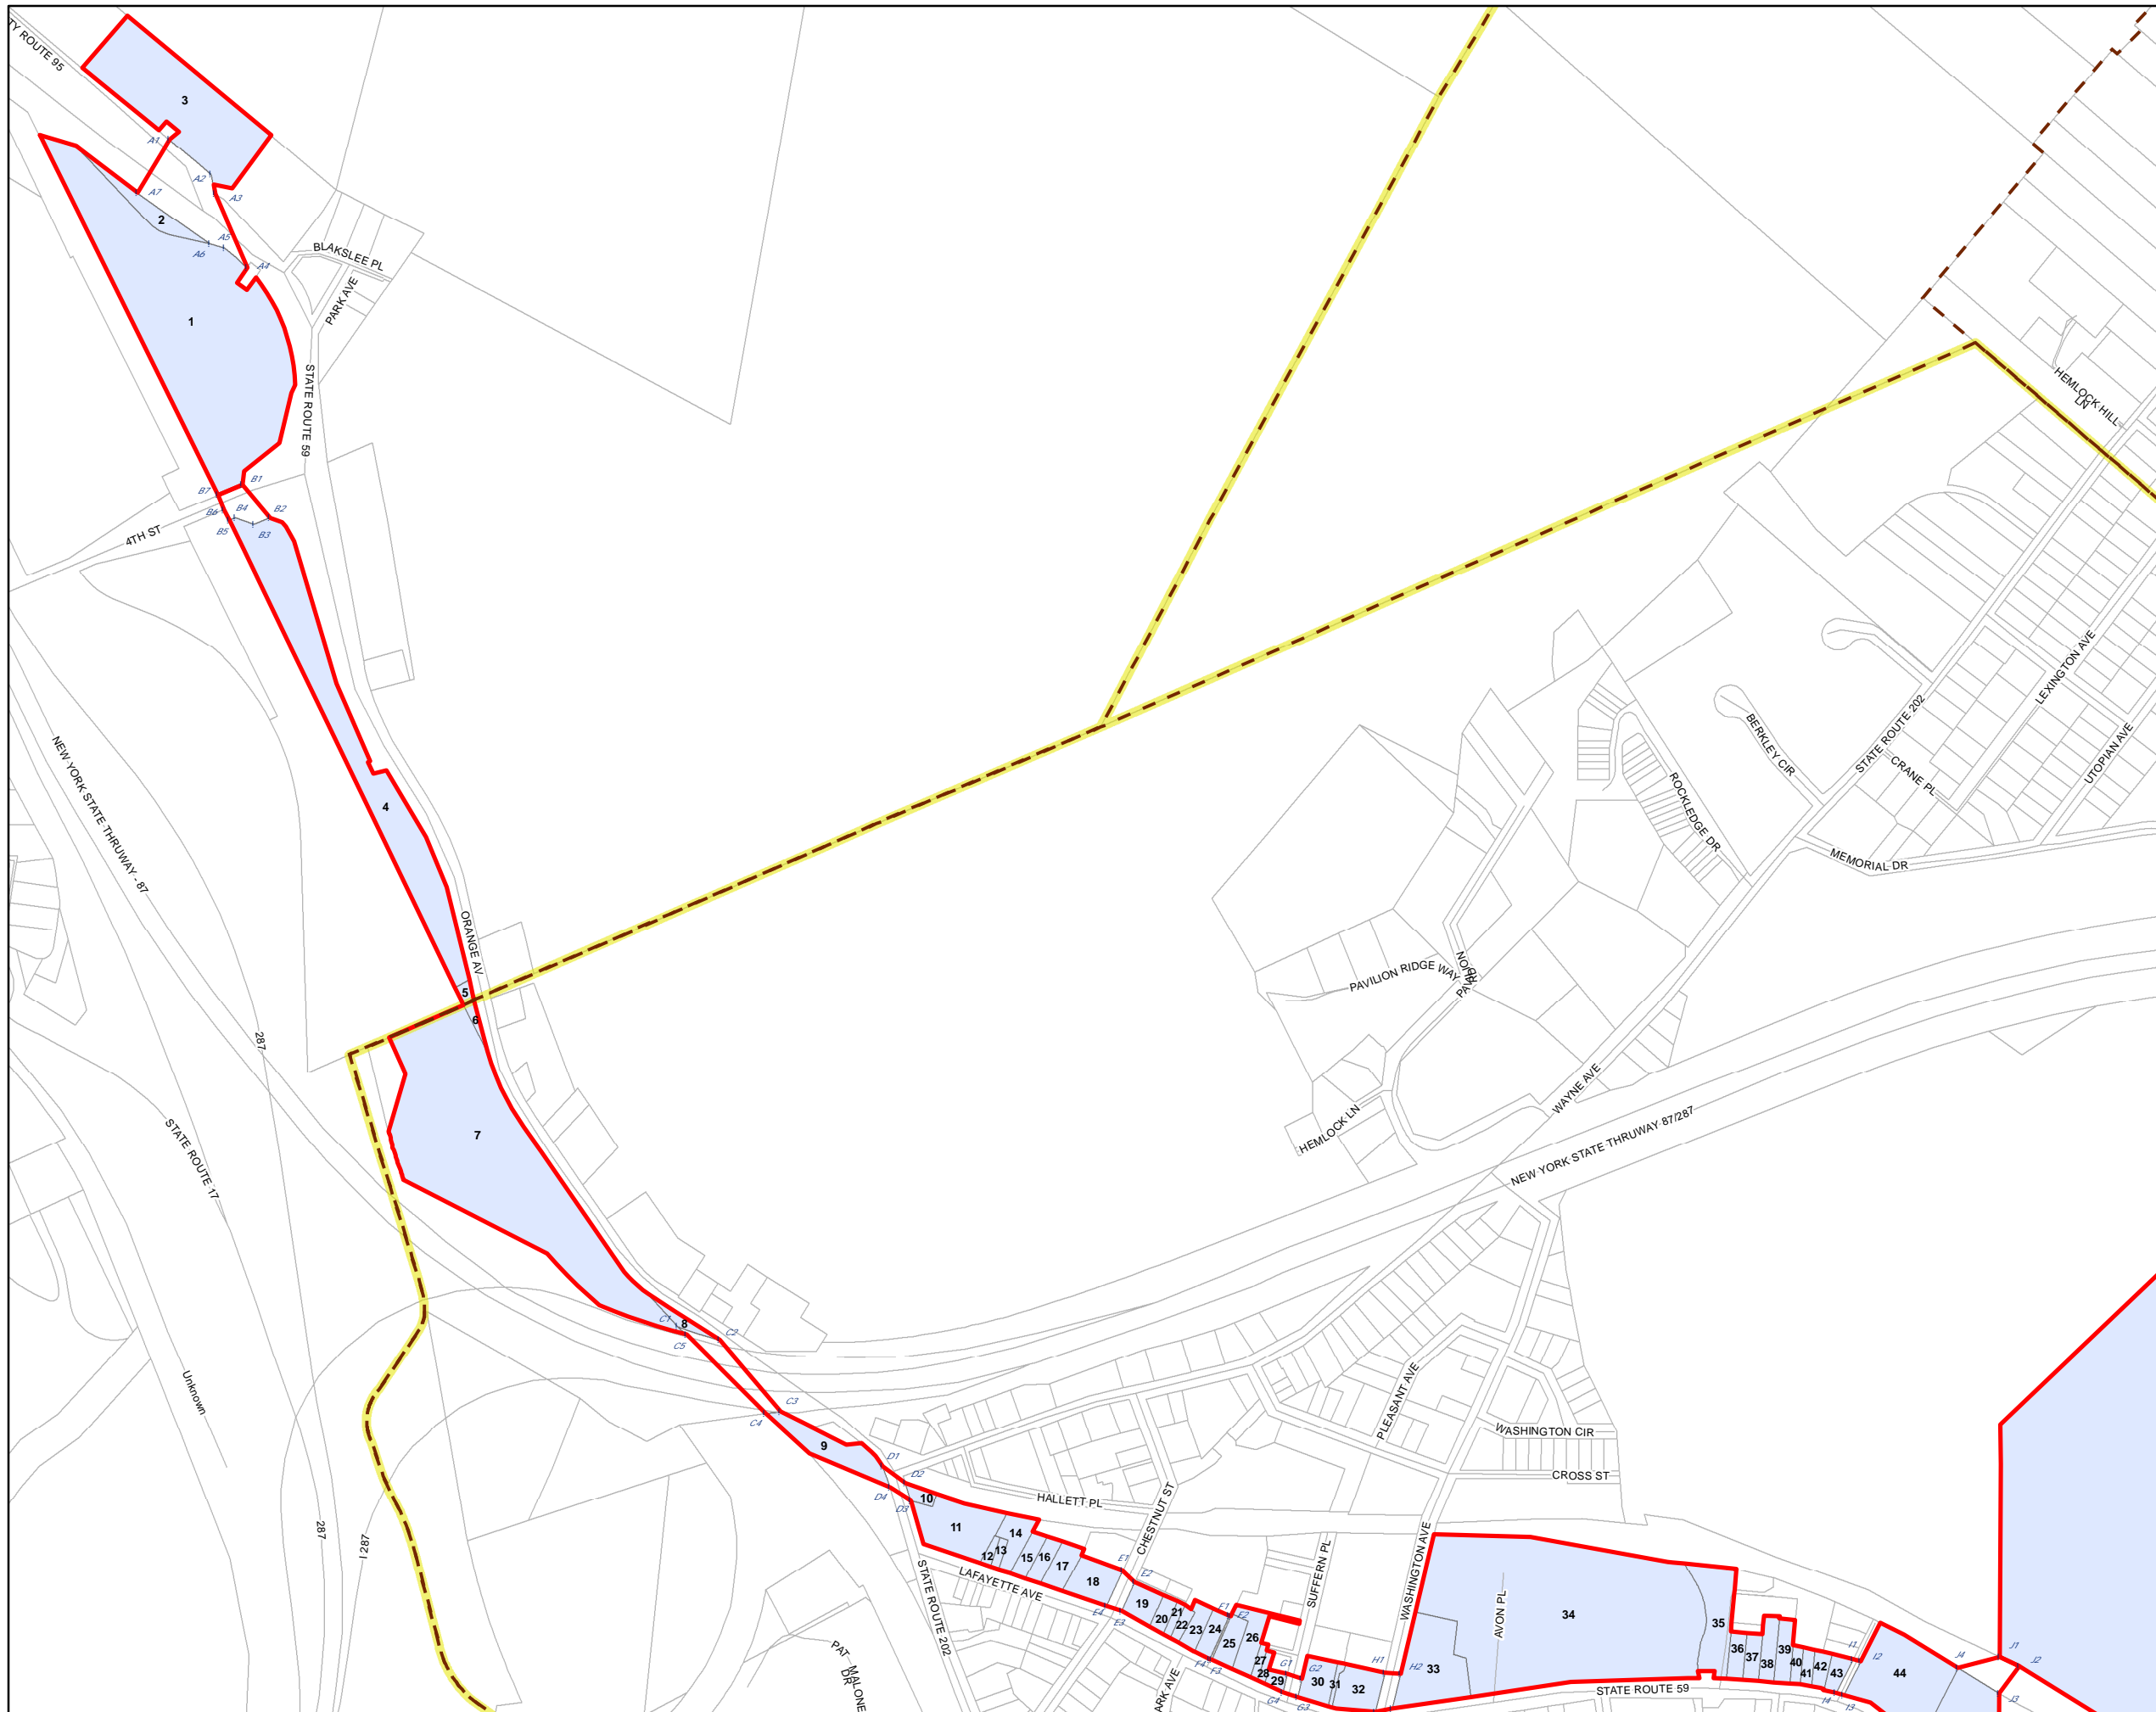 TY ROUTE 95
3
A1
A2
A3
A7
2
A5
A6
A4
BLAKSLEE PL
PARK AVE
1
STATE ROUTE 59
HEMLOCK HILL
LN
B7
B1
B6
B4
B2
B5
B3
4TH ST
LEXINGTON AVE
STATE ROUTE 202
BERKLEY CIR
UTOPIAN AVE
CRANE PL
NEW YORK STATE THRUWAY - 87
4
ROCKLEDGE DR
MEMORIAL DR
ORANGE AV
PAVILION RIDGE WAY
PAVILION
RD
5
6
287
WAYNE AVE
7
HEMLOCK LN
NEW YORK STATE THRUWAY 87/287
STATE ROUTE 17
C1
8
C2
C5
Unknown
PLEASANT AVE
C3
C4
9
WASHINGTON CIR
D1
D2
CROSS ST
D4
D3
10
HALLETT PL
CHESTNUT ST
287
I 287
11
12
13
14
15
16
17
18
E1
E2
LAFAYETTE AVE
STATE ROUTE 202
SUFFERN PL
WASHINGTON AVE
AVON PL
34
35
E4
E3
19
20
21
22
23
24
F1
F2
25
26
27
28
29
F4
F3
G1
G2
G4
G3
30
31
32
H1
H2
33
36
37
38
39
40
41
42
43
I1
I2
I4
I3
44
J4
J1
J2
J3
STATE ROUTE 59
PAT
MALONE
DR
ARK AVE